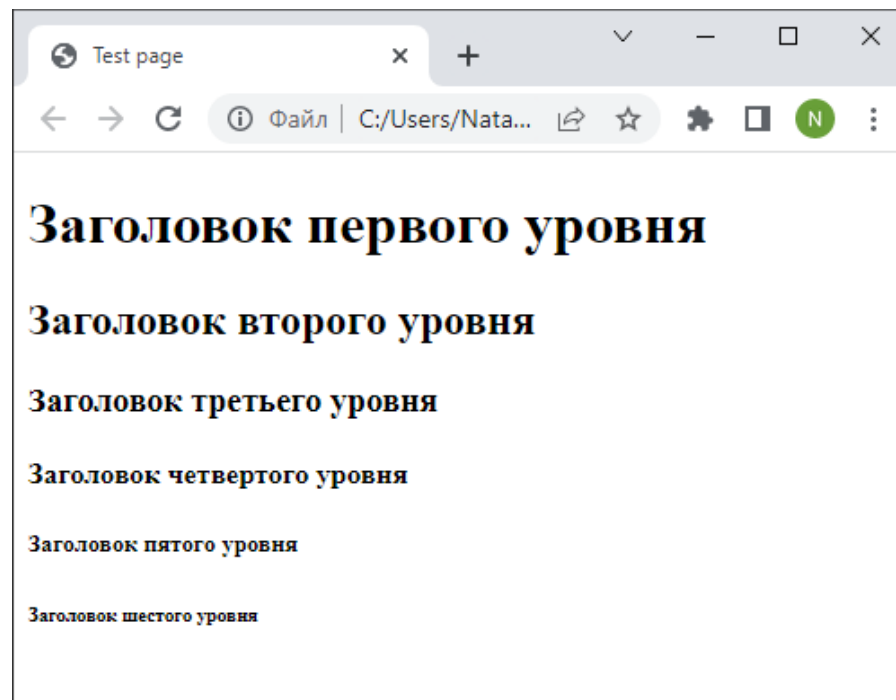 Test page
Файл C:/Users/Nata...
N
Заголовок первого уровня
Заголовок второго уровня
Заголовок третьего уровня
Заголовок четвертого уровня
Заголовок пятого уровня
Заголовок шестого уровня